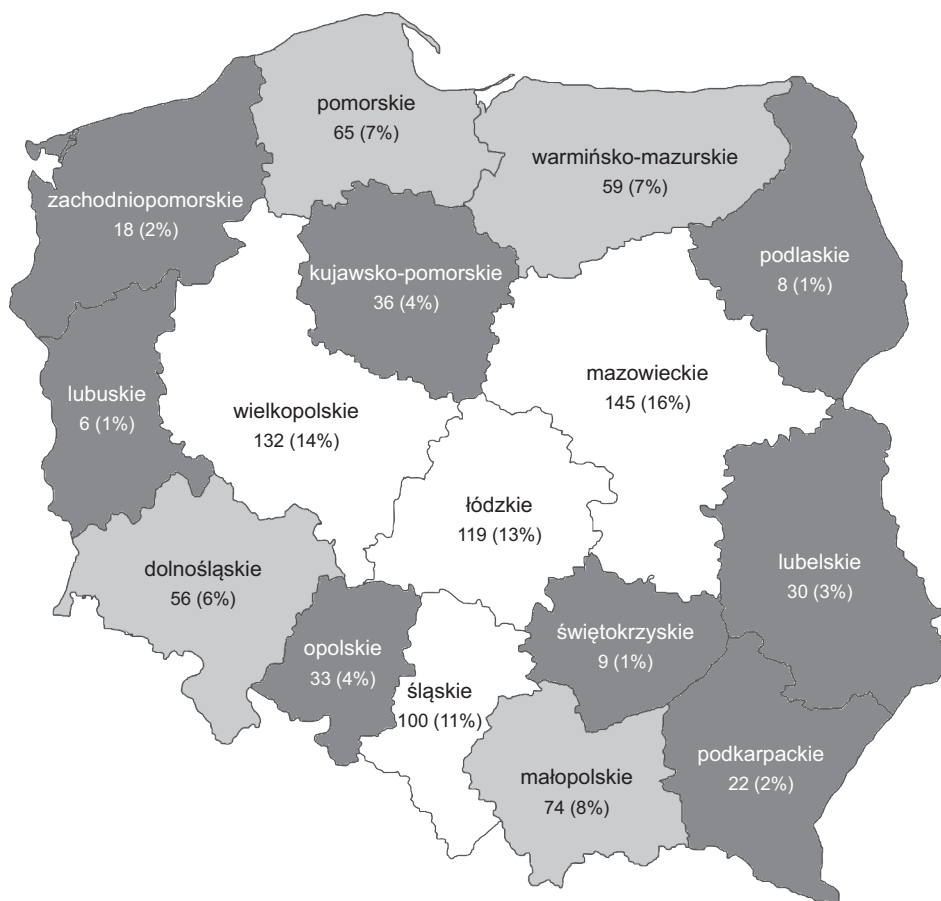 pomorskie
65 (7%)
warmińsko-mazurskie
59 (7%)
zachodniopomorskie
18 (2%)
kujawsko-pomorskie
36 (4%)
podlaskie
8 (1%)
lubuskie
6 (1%)
wielkopolskie
132 (14%)
mazowieckie
145 (16%)
łódzkie
119 (13%)
dolnośląskie
56 (6%)
lubelskie
30 (3%)
opolskie
33 (4%)
świętokrzyskie
9 (1%)
śląskie
100 (11%)
małopolskie
74 (8%)
podkarpackie
22 (2%)